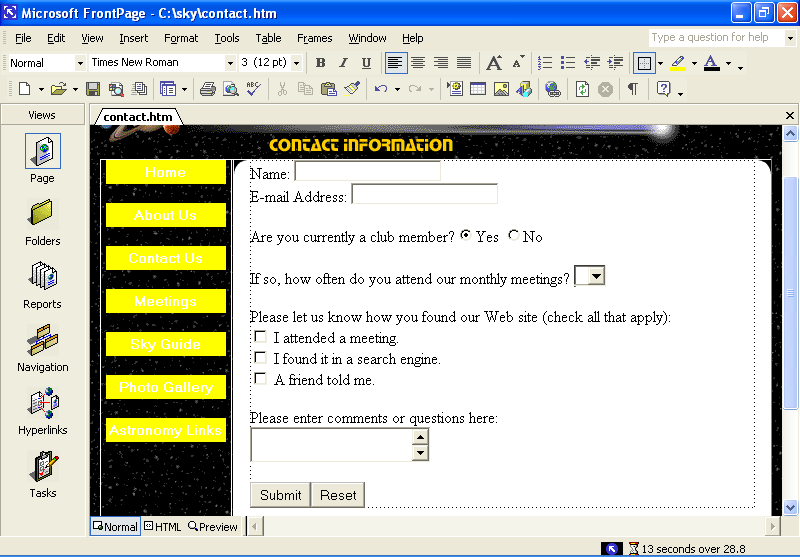 Microsoft FrontPage - C:\sky\contact.htm
File Edit View Insert Format Tools Table Frames Window Help Type a question for help
Normal Times New Roman 3 (12 pt) B I U A A A
ABC ¶ ?
Views contact.htm
CONTACT INFORMATION
Page
Folders
Reports
Navigation
Hyperlinks
Tasks
Home
About Us
Contact Us
Meetings
Sky Guide
Photo Gallery
Astronomy Links
Name:
E-mail Address:
Are you currently a club member? Yes No
If so, how often do you attend our monthly meetings?
Please let us know how you found our Web site (check all that apply):
I attended a meeting.
I found it in a search engine.
A friend told me.
Please enter comments or questions here:
Submit Reset
Normal HTML Preview
13 seconds over 28.8